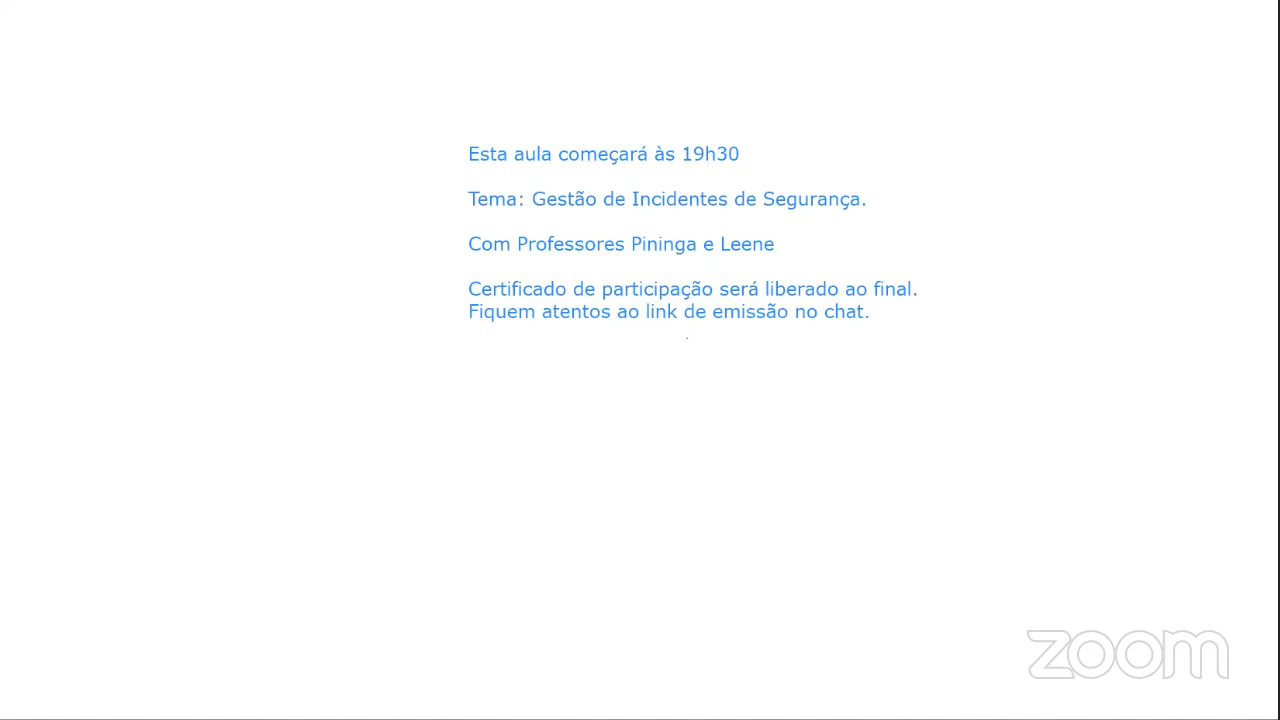 Esta aula começará às 19h30
Tema: Gestão de Incidentes de Segurança.
Com Professores Pininga e Leene
Certificado de participação será liberado ao final.
Fiquem atentos ao link de emissão no chat.
zoom